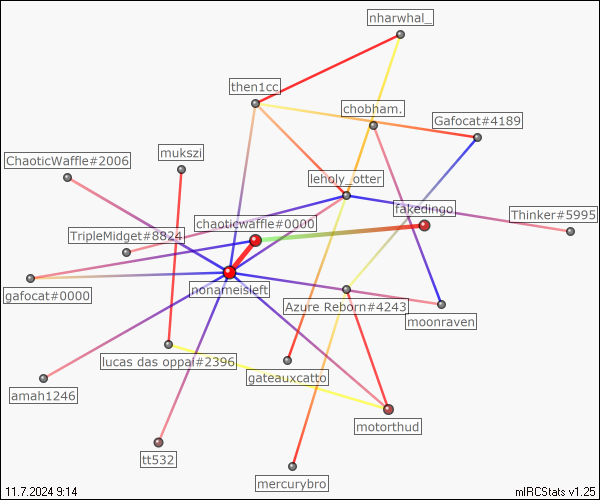 nharwhal_
then1cc
chobham.
Gafocat#4189
mukszi
ChaoticWaffle#2006
leholy_otter
fakedingo
Thinker#5995
chaoticwaffle#0000
TripleMidget#8824
nonameisleft
gafocat#0000
Azure Reborn#4243
moonraven
lucas das oppai#2396
gateauxcatto
amah1246
motorthud
tt532
mercurybro
11.7.2024 9:14
mIRCStats v1.25